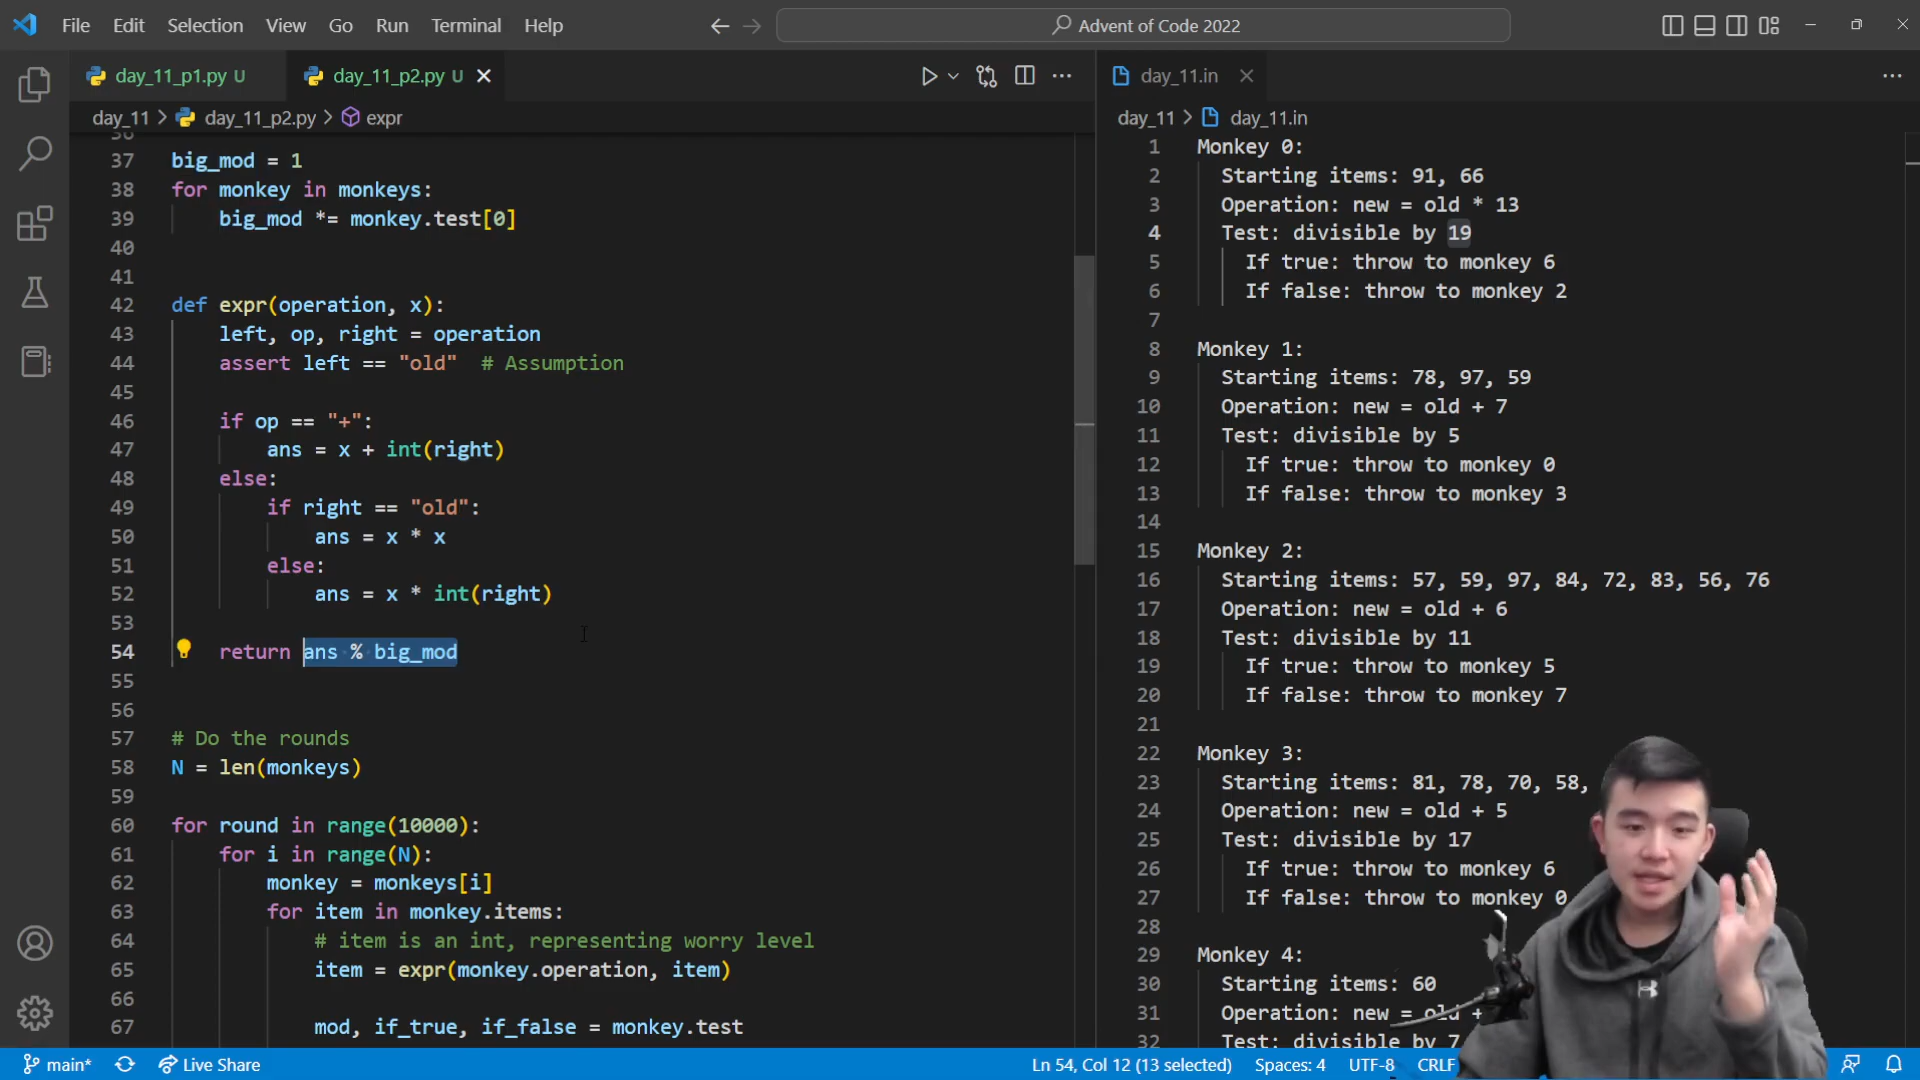 File Edit Selection View Go Run Terminal Help
Advent of Code 2022
day_11_p1.py U
day_11_p2.py U
day_11 > day_11_p2.py > expr
37 big_mod = 1
38 for monkey in monkeys:
39 big_mod *= monkey.test[0]
40
41
42 def expr(operation, x):
43 left, op, right = operation
44 assert left == "old" # Assumption
45
46 if op == "+":
47 ans = x + int(right)
48 else:
49 if right == "old":
50 ans = x * x
51 else:
52 ans = x * int(right)
53
54 return ans % big_mod
55
56
57 # Do the rounds
58 N = len(monkeys)
59
60 for round in range(10000):
61 for i in range(N):
62 monkey = monkeys[i]
63 for item in monkey.items:
64 # item is an int, representing worry level
65 item = expr(monkey.operation, item)
66
67 mod, if_true, if_false = monkey.test
day_11.in
day_11 > day_11.in
1 Monkey 0:
2 Starting items: 91, 66
3 Operation: new = old * 13
4 Test: divisible by 19
5 If true: throw to monkey 6
6 If false: throw to monkey 2
7
8 Monkey 1:
9 Starting items: 78, 97, 59
10 Operation: new = old + 7
11 Test: divisible by 5
12 If true: throw to monkey 0
13 If false: throw to monkey 3
14
15 Monkey 2:
16 Starting items: 57, 59, 97, 84, 72, 83, 56, 76
17 Operation: new = old + 6
18 Test: divisible by 11
19 If true: throw to monkey 5
20 If false: throw to monkey 7
21
22 Monkey 3:
23 Starting items: 81, 78, 70, 58,
24 Operation: new = old + 5
25 Test: divisible by 17
26 If true: throw to monkey 6
27 If false: throw to monkey 0
28
29 Monkey 4:
30 Starting items: 60
31 Operation: new = old +
32 Test: divisible by 7
main* Live Share
Ln 54, Col 12 (13 selected) Spaces: 4 UTF-8 CRLF